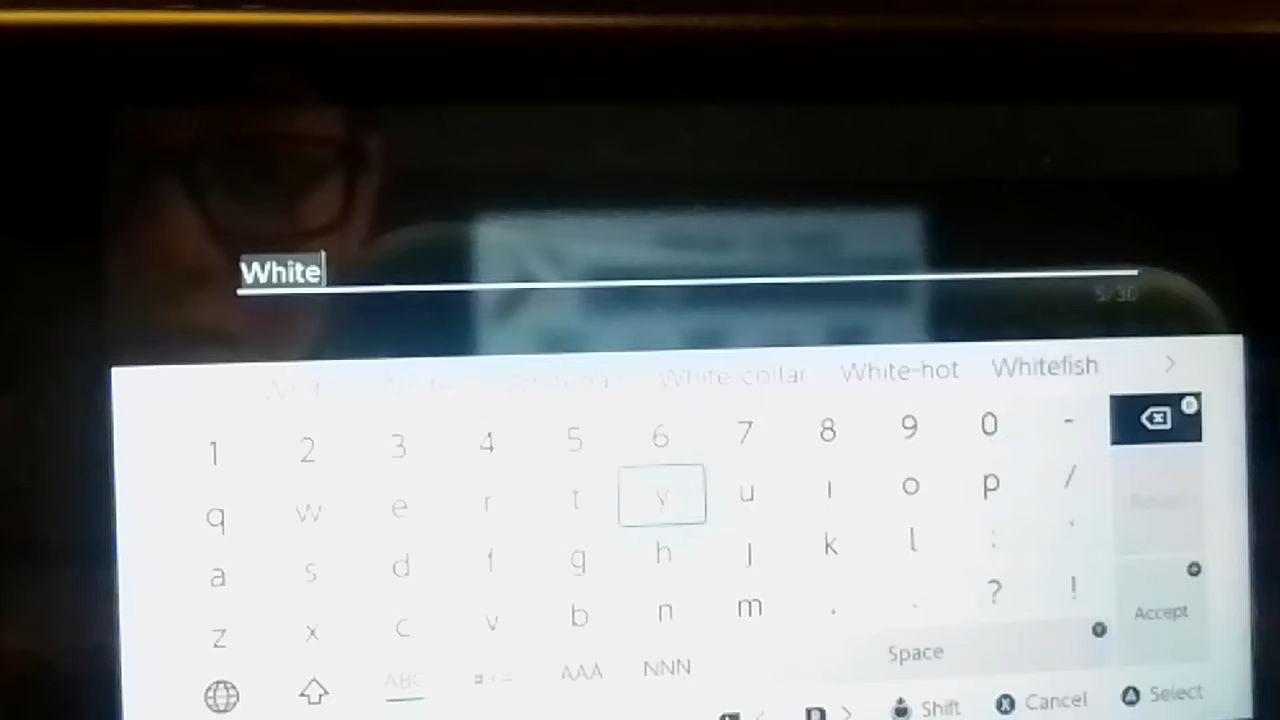 White
5/30
White collar White-hot Whitefish >
1 2 3 4 5 6 7 8 9 0 -
q w e r t y u i o p /
a s d f g h j k l : '
z x c v b n m , . ? !
ABC AAA NNN
Space
Accept
Shift X Cancel Select